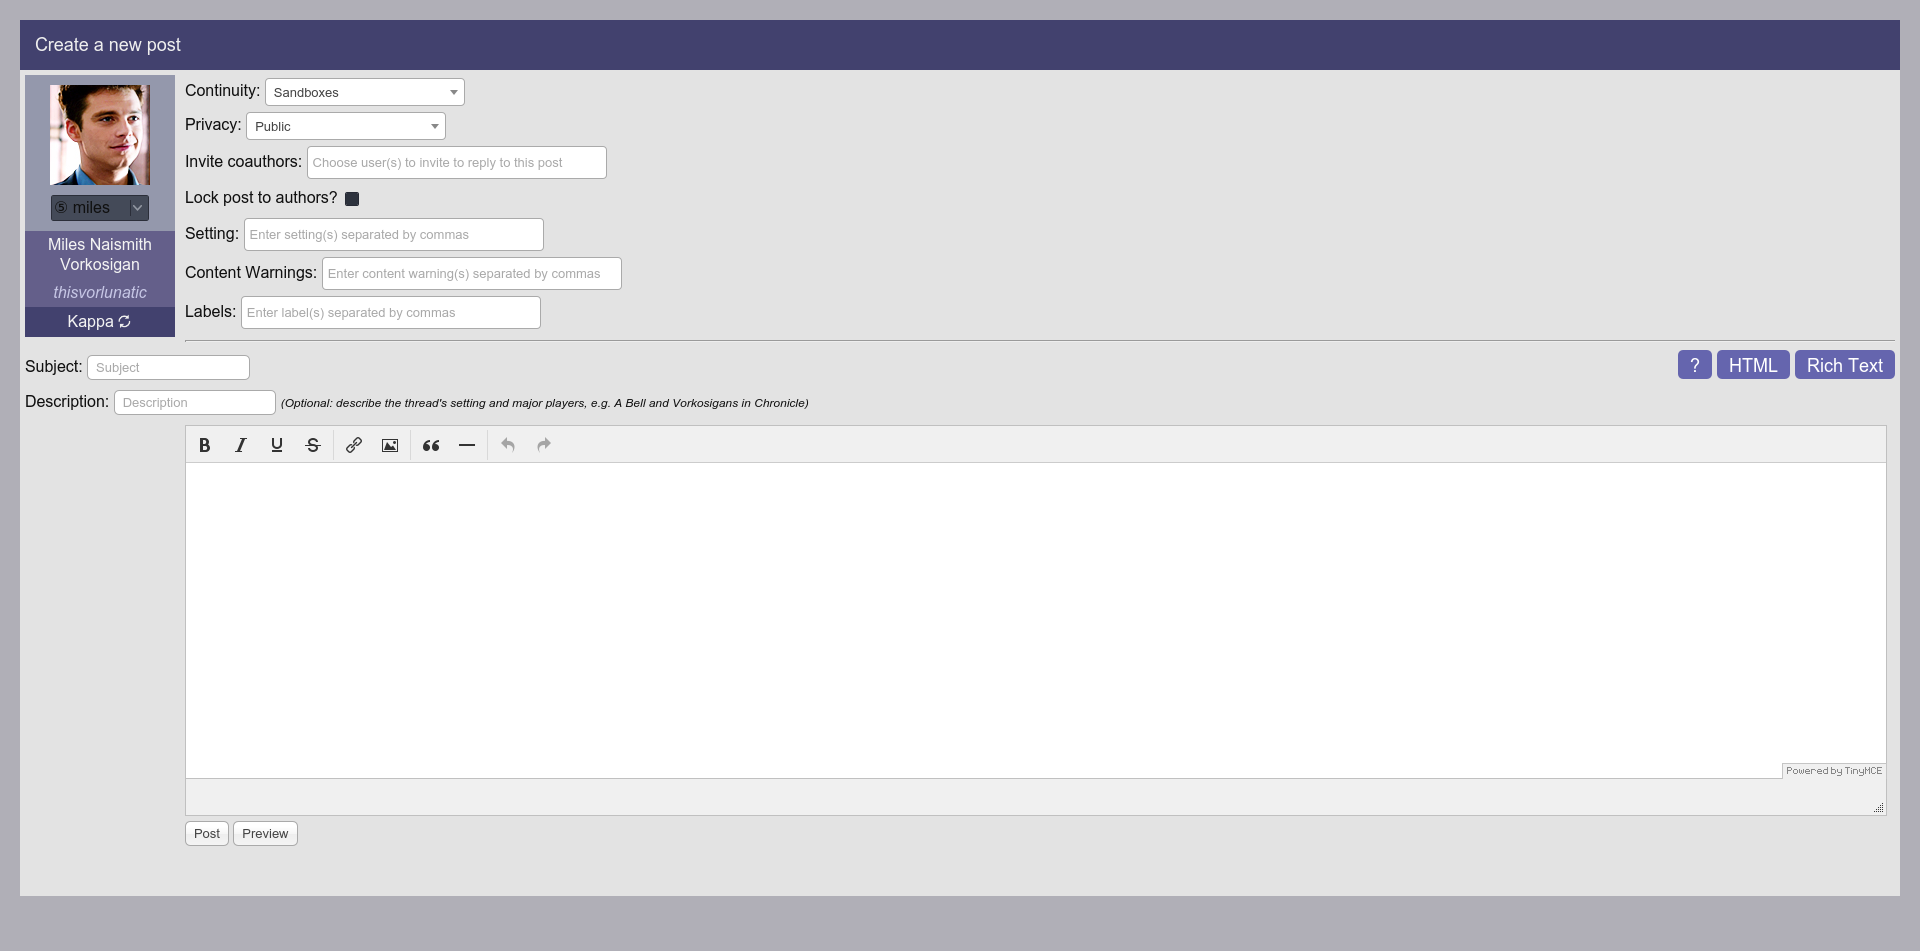 Create a new post
Continuity: Sandboxes
Privacy: Public
Invite coauthors: Choose user(s) to invite to reply to this post
Lock post to authors?
⑤ miles
Setting: Enter setting(s) separated by commas
Miles Naismith
Vorkosigan
Content Warnings: Enter content warning(s) separated by commas
thisvorlunatic
Labels: Enter label(s) separated by commas
Kappa
Subject: Subject
? HTML Rich Text
Description: Description (Optional: describe the thread's setting and major players, e.g. A Bell and Vorkosigans in Chronicle)
B I U S
Powered by TinyMCE
Post Preview